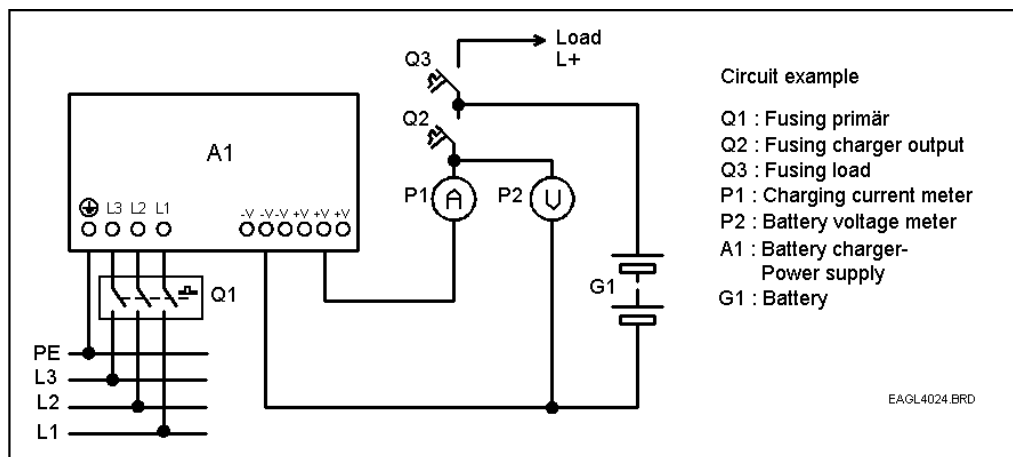 Load
L+
Q3
Q2
A1
P1
A
P2
V
L3 L2 L1
-V -V -V +V +V +V
Q1
G1
PE
L3
L2
L1
Circuit example
Q1 : Fusing primär
Q2 : Fusing charger output
Q3 : Fusing load
P1 : Charging current meter
P2 : Battery voltage meter
A1 : Battery charger-
Power supply
G1 : Battery
EAGL4024.BRD